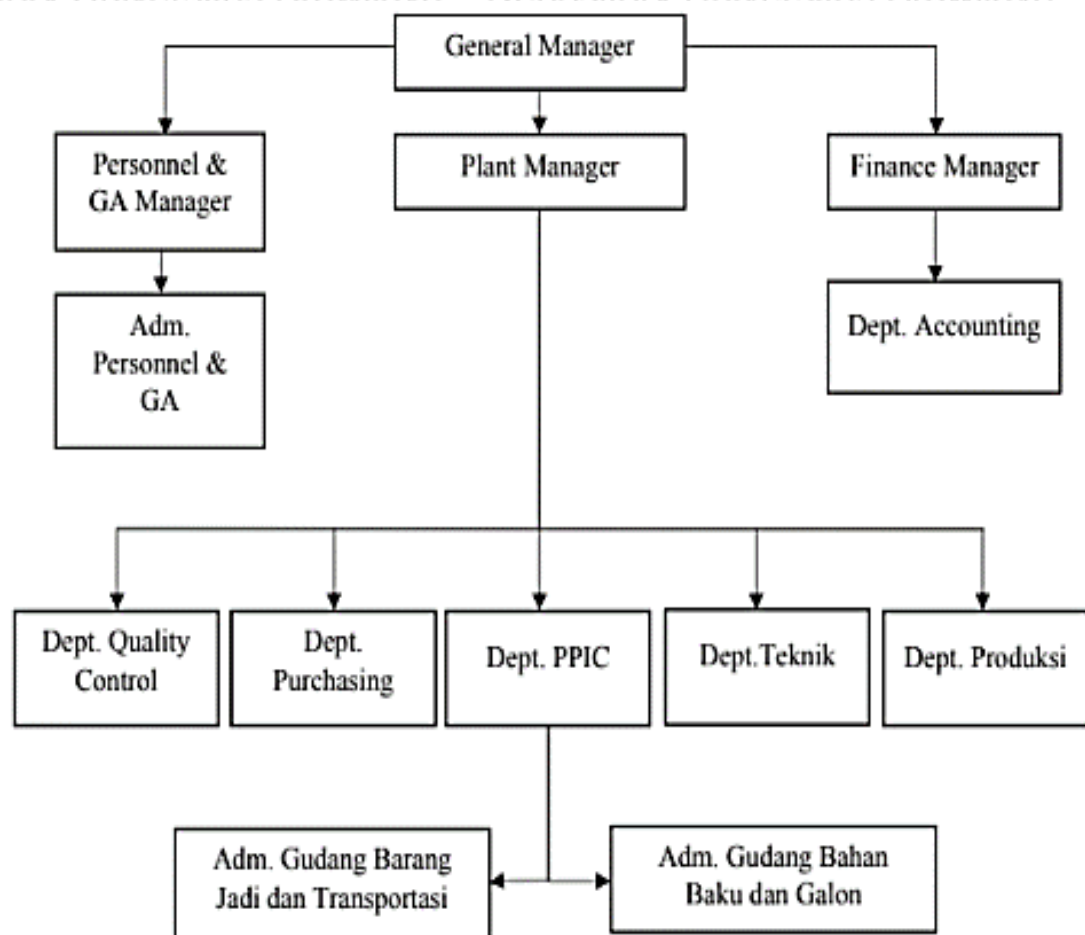 General Manager
Personnel &
GA Manager
Plant Manager
Finance Manager
Adm.
Personnel &
GA
Dept. Accounting
Dept. Quality
Control
Dept.
Purchasing
Dept. PPIC
Dept.Teknik
Dept. Produksi
Adm. Gudang Barang
Jadi dan Transportasi
Adm. Gudang Bahan
Baku dan Galon